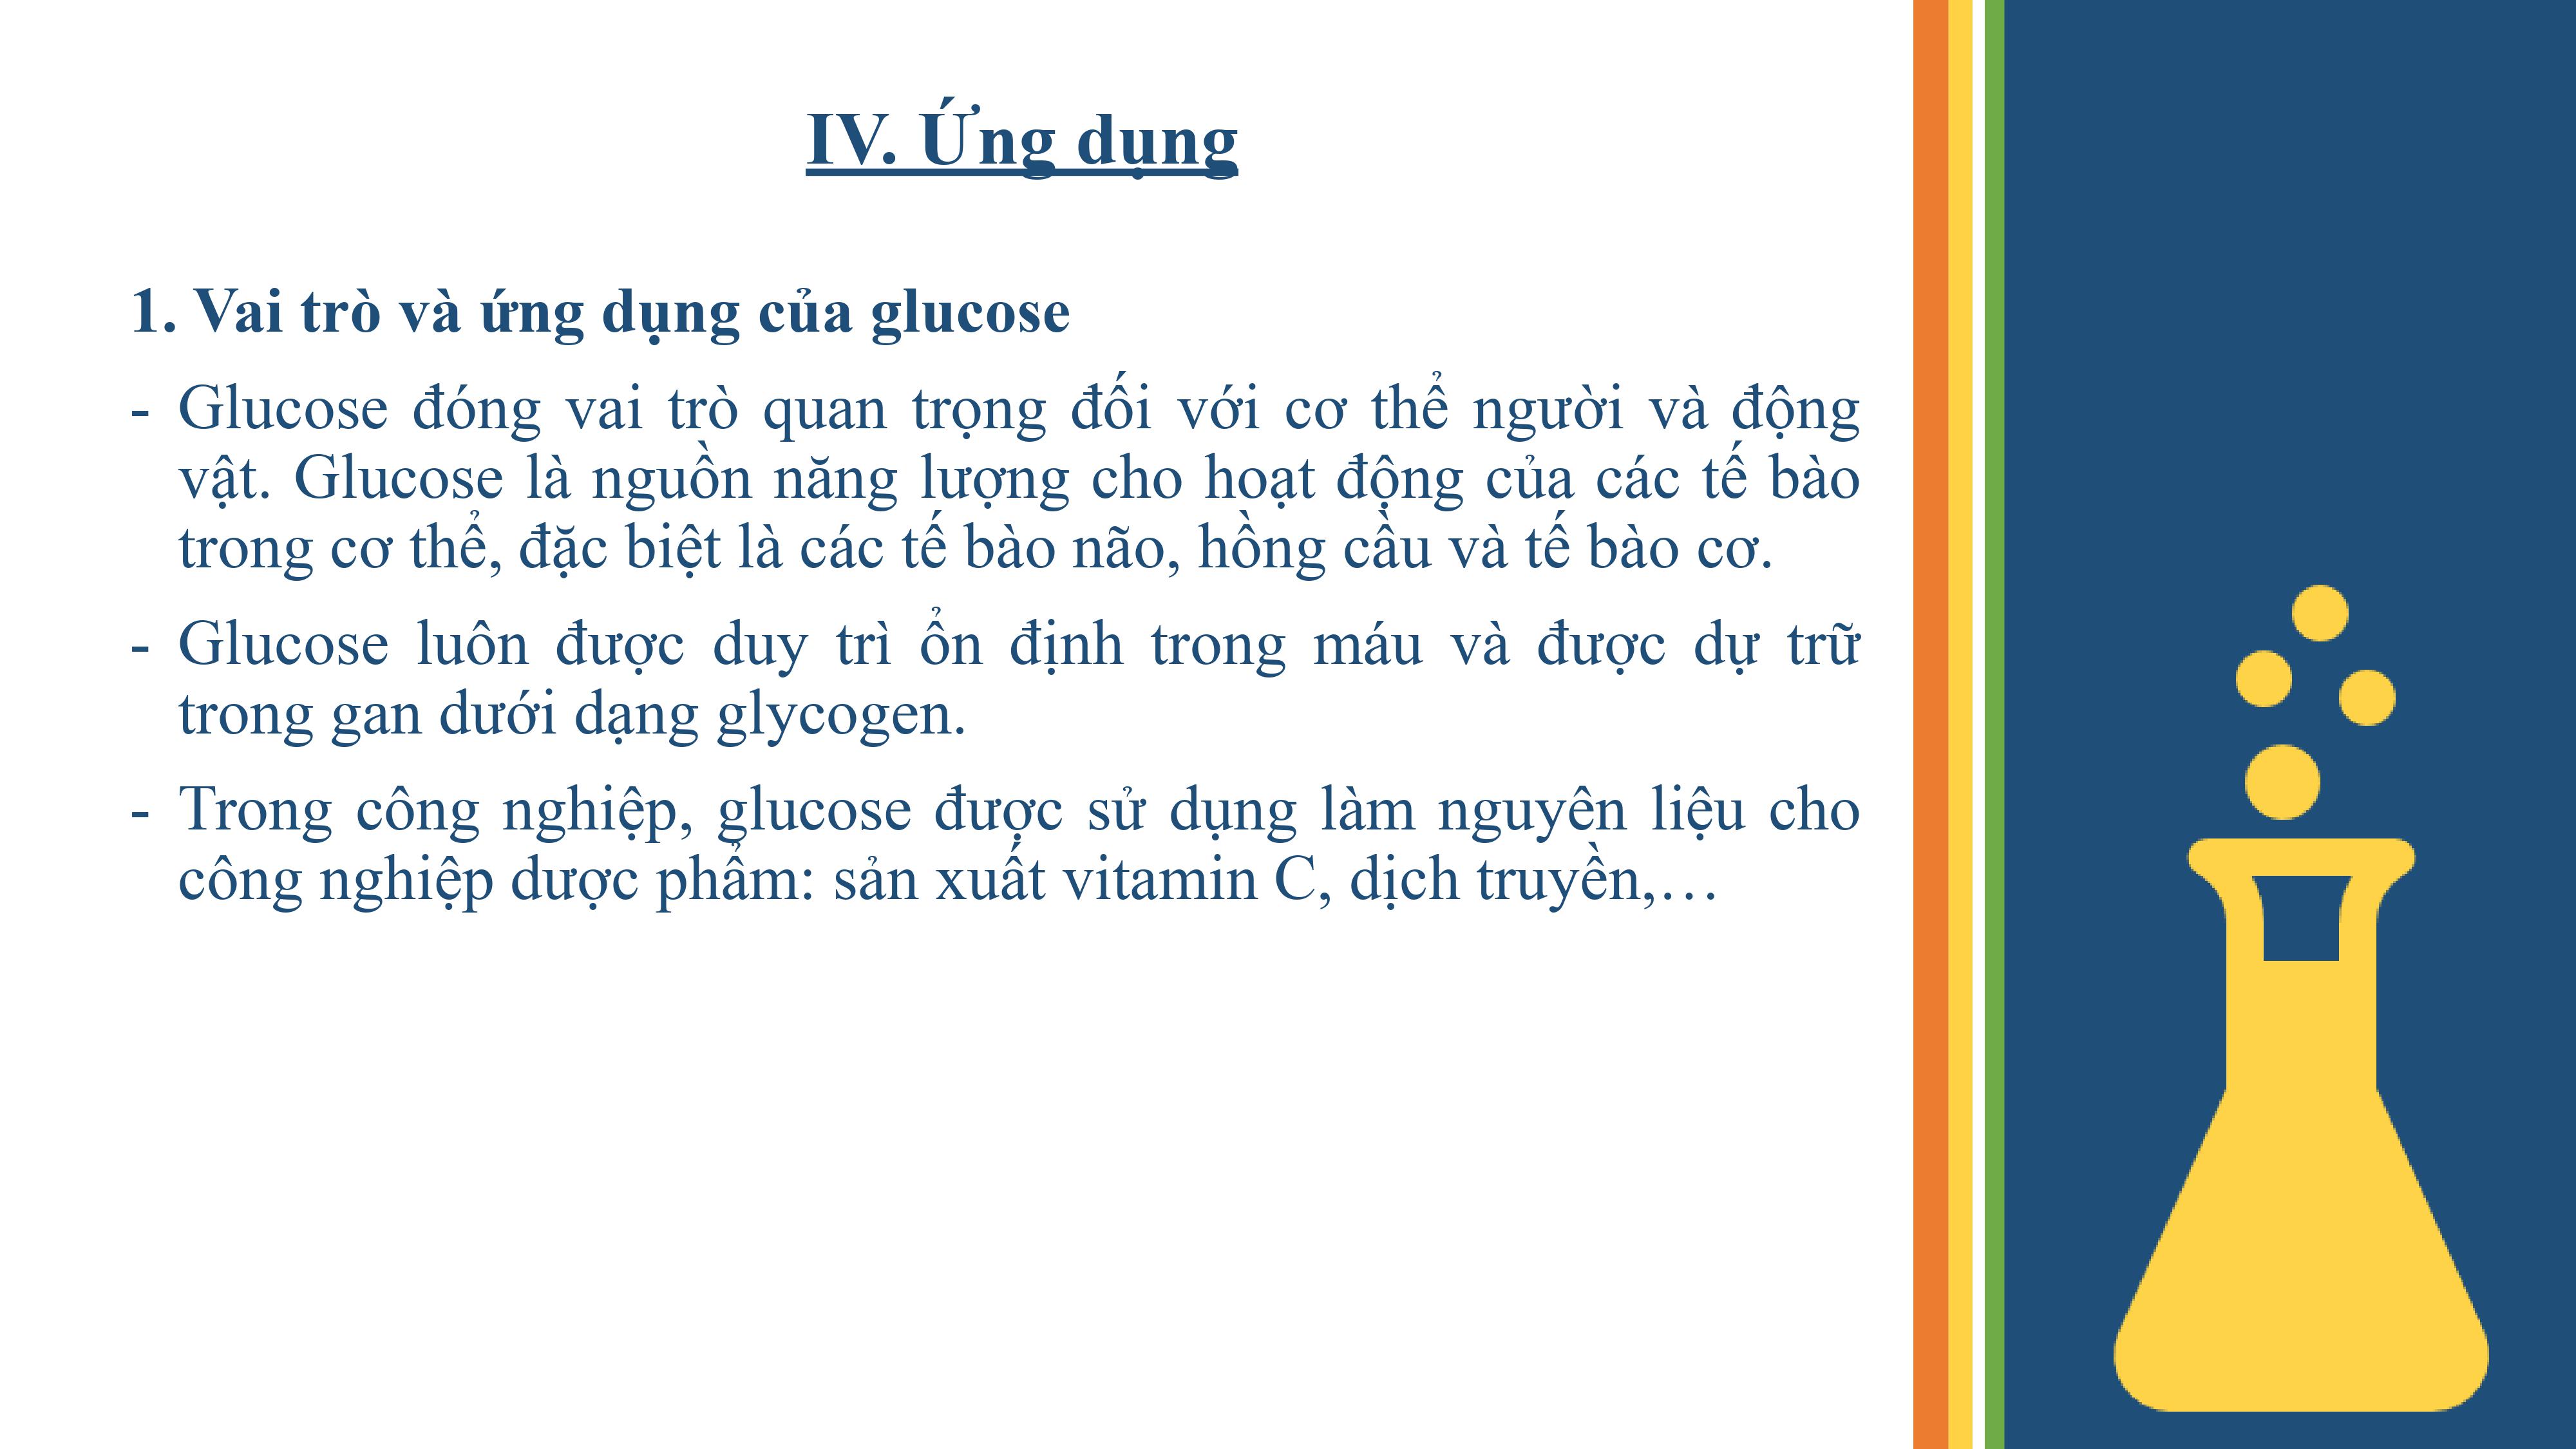 IV. Ứng dụng
1. Vai trò và ứng dụng của glucose
- Glucose đóng vai trò quan trọng đối với cơ thể người và động
vật. Glucose là nguồn năng lượng cho hoạt động của các tế bào
trong cơ thể, đặc biệt là các tế bào não, hồng cầu và tế bào cơ.
- Glucose luôn được duy trì ổn định trong máu và được dự trữ
trong gan dưới dạng glycogen.
- Trong công nghiệp, glucose được sử dụng làm nguyên liệu cho
công nghiệp dược phẩm: sản xuất vitamin C, dịch truyền,…